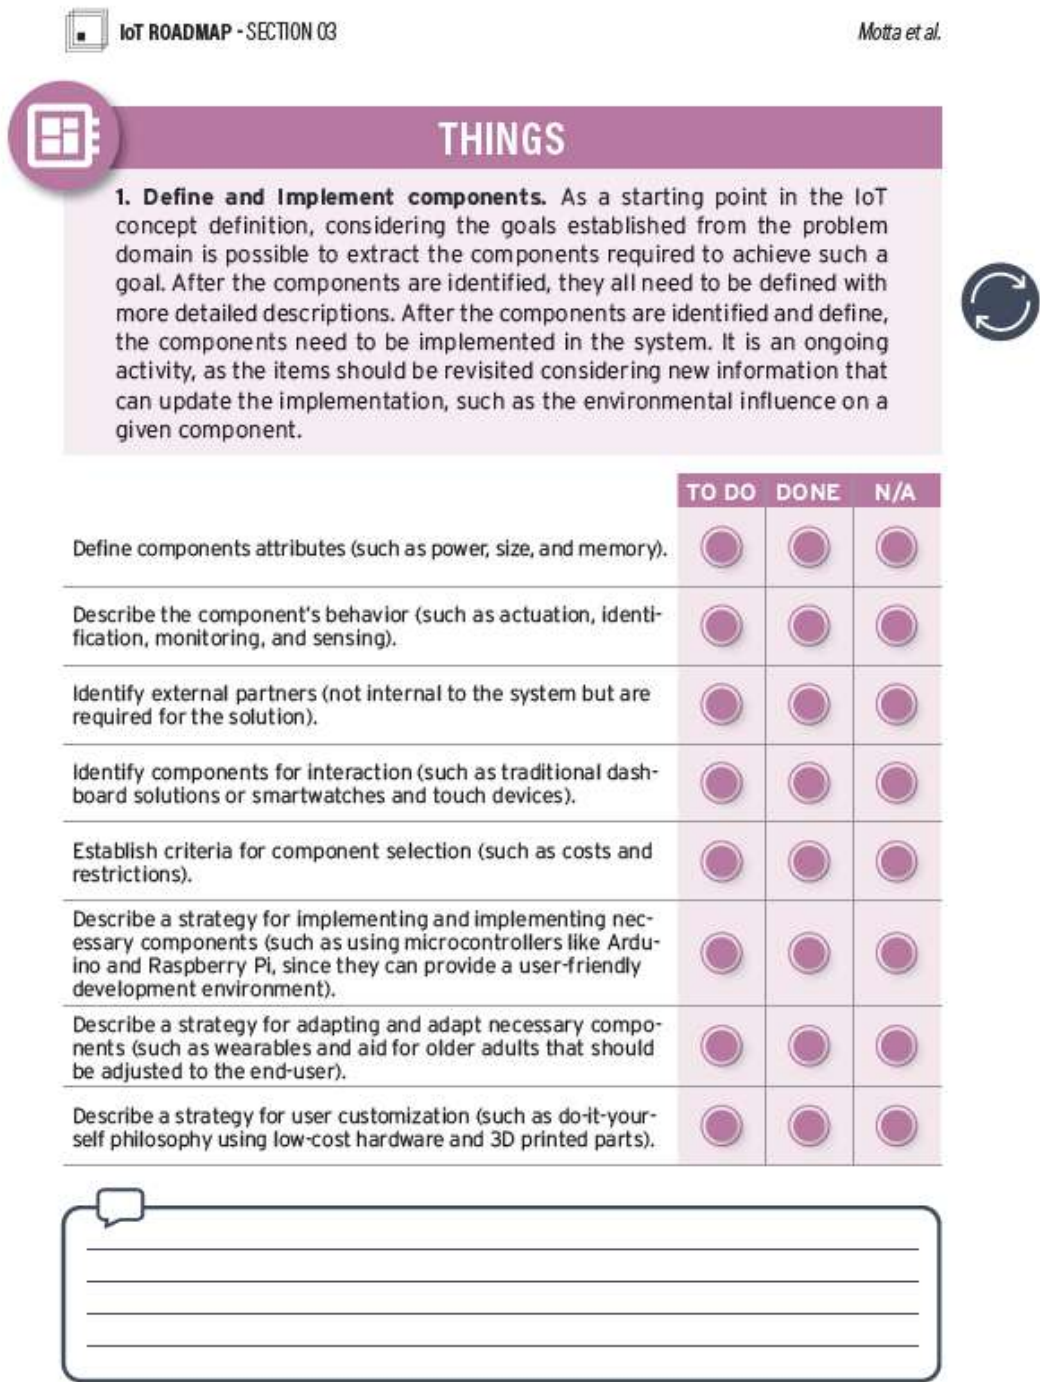 IoT ROADMAP - SECTION 03
Motta et al.
THINGS
1. Define and Implement components. As a starting point in the IoT
concept definition, considering the goals established from the problem
domain is possible to extract the components required to achieve such a
goal. After the components are identified, they all need to be defined with
more detailed descriptions. After the components are identified and define,
the components need to be implemented in the system. It is an ongoing
activity, as the items should be revisited considering new information that
can update the implementation, such as the environmental influence on a
given component.
TO DO DONE N/A
Define components attributes (such as power, size, and memory).
Describe the component's behavior (such as actuation, identi-
fication, monitoring, and sensing).
Identify external partners (not internal to the system but are
required for the solution).
Identify components for interaction (such as traditional dash-
board solutions or smartwatches and touch devices).
Establish criteria for component selection (such as costs and
restrictions).
Describe a strategy for implementing and implementing nec-
essary components (such as using microcontrollers like Ardu-
ino and Raspberry Pi, since they can provide a user-friendly
development environment).
Describe a strategy for adapting and adapt necessary compo-
nents (such as wearables and aid for older adults that should
be adjusted to the end-user).
Describe a strategy for user customization (such as do-it-your-
self philosophy using low-cost hardware and 3D printed parts).